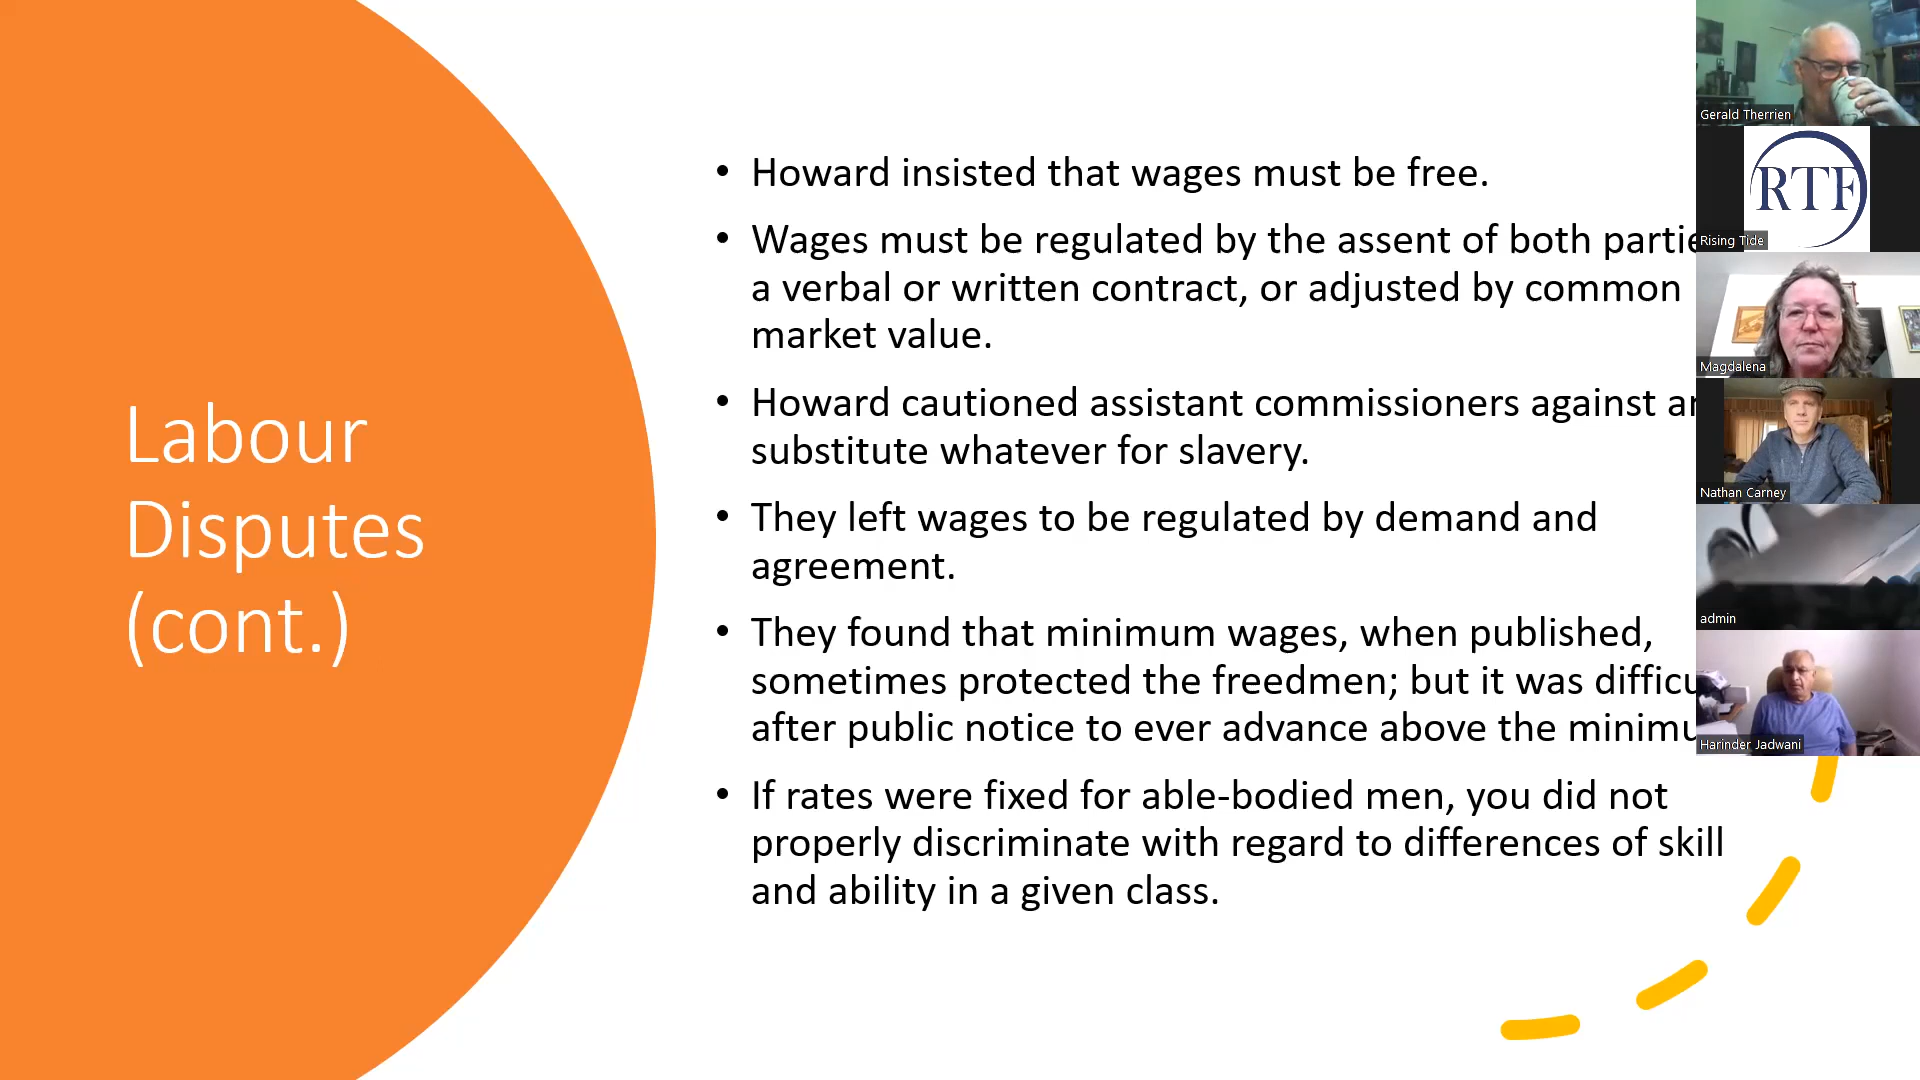 Labour
Disputes
(cont.)
• Howard insisted that wages must be free.
• Wages must be regulated by the assent of both
a verbal or written contract, or adjusted by common
market value.
• Howard cautioned assistant commissioners against
substitute whatever for slavery.
• They left wages to be regulated by demand and
agreement.
• They found that minimum wages, when published,
sometimes protected the freedmen; but it was
after public notice to ever advance above the
• If rates were fixed for able-bodied men, you did not
properly discriminate with regard to differences of skill
and ability in a given class.
Gerald Therrien
RTF
Rising Tide
Magdalena
Nathan Carney
admin
Harinder Jadwani